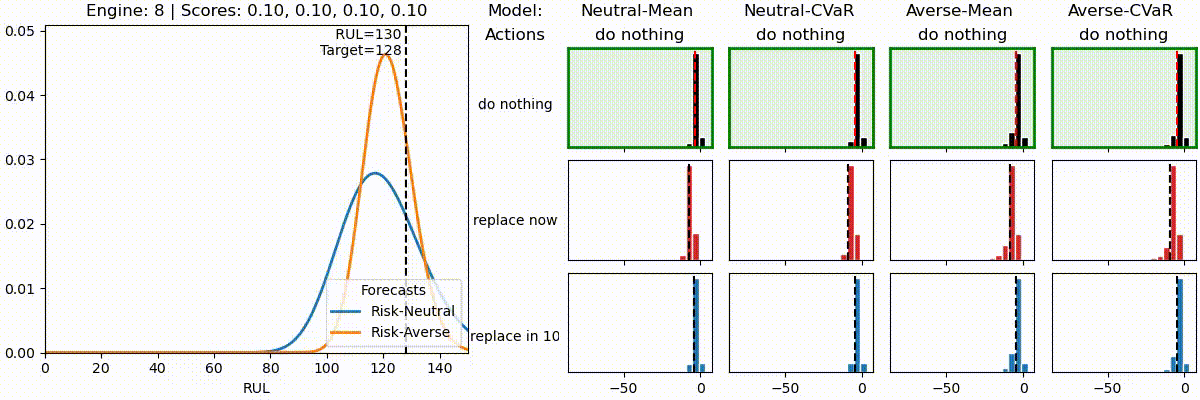 Engine: 8 | Scores: 0.10, 0.10, 0.10, 0.10
RUL=130
Target=128
0.05
0.04
0.03
0.02
0.01
0.00
0 20 40 60 80 100 120 140
RUL
Forecasts
Risk-Neutral
Risk-Averse
Model: Neutral-Mean Neutral-CVaR Averse-Mean Averse-CVaR
Actions do nothing do nothing do nothing do nothing
do nothing
replace now
replace in 10
−50 0 −50 0 −50 0 −50 0